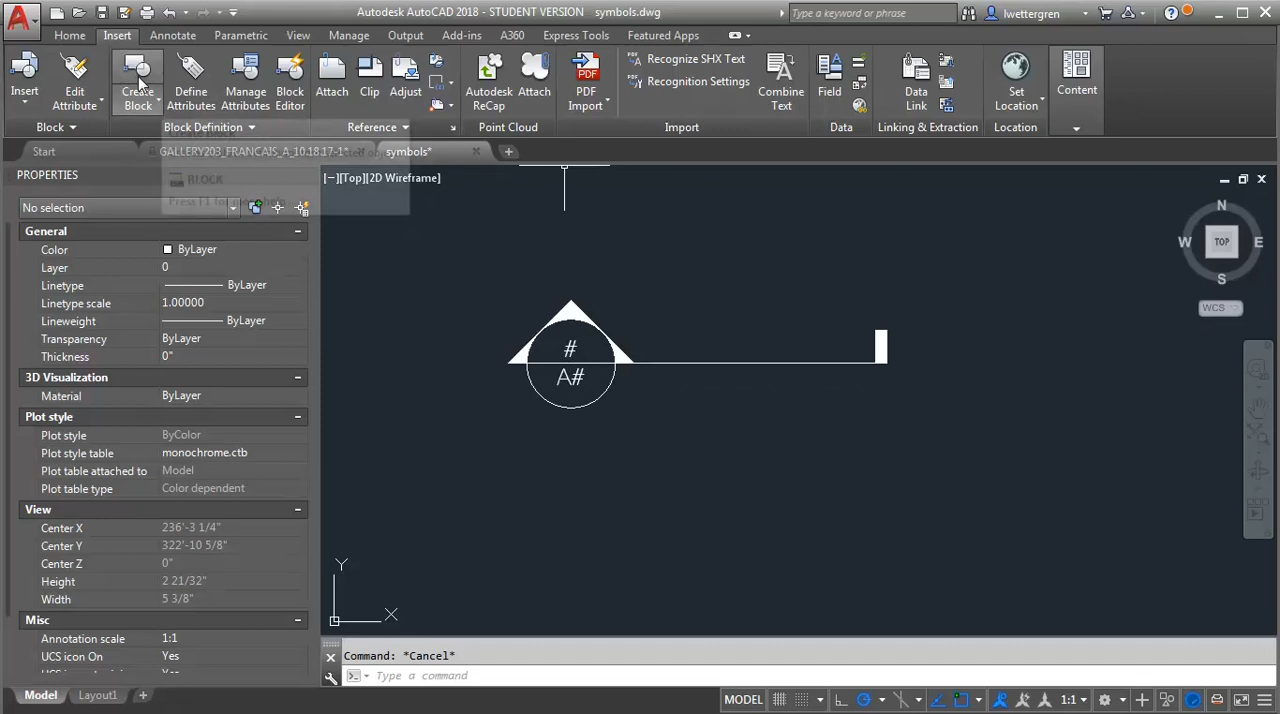 Autodesk AutoCAD 2018 - STUDENT VERSION symbols.dwg
Type a keyword or phrase
lwettergren
Home Insert Annotate Parametric View Manage Output Add-ins A360 Express Tools Featured Apps
Insert
Edit Attribute
Create Block
Define Attributes
Manage Attributes
Block Editor
Attach
Clip
Adjust
Autodesk ReCap
Attach
PDF
PDF Import
Recognize SHX Text
Recognition Settings
Combine Text
Field
Data Link
Set Location
Content
Block
Block Definition
Reference
Point Cloud
Import
Data
Linking & Extraction
Location
Start
GALLERY203_FRANCAIS_A_10.18.17-1*
symbols*
BLOCK
Press F1 for more help
PROPERTIES
No selection
General
Color ByLayer
Layer 0
Linetype ByLayer
Linetype scale 1.00000
Lineweight ByLayer
Transparency ByLayer
Thickness 0"
3D Visualization
Material ByLayer
Plot style
Plot style ByColor
Plot style table monochrome.ctb
Plot table attached to Model
Plot table type Color dependent
View
Center X 236'-3 1/4"
Center Y 322'-10 5/8"
Center Z 0"
Height 2 21/32"
Width 5 3/8"
Misc
Annotation scale 1:1
UCS icon On Yes
[−][Top][2D Wireframe]
N
W TOP E
S
WCS
#
A#
Y
X
Command: *Cancel*
Type a command
Model Layout1
MODEL
1:1